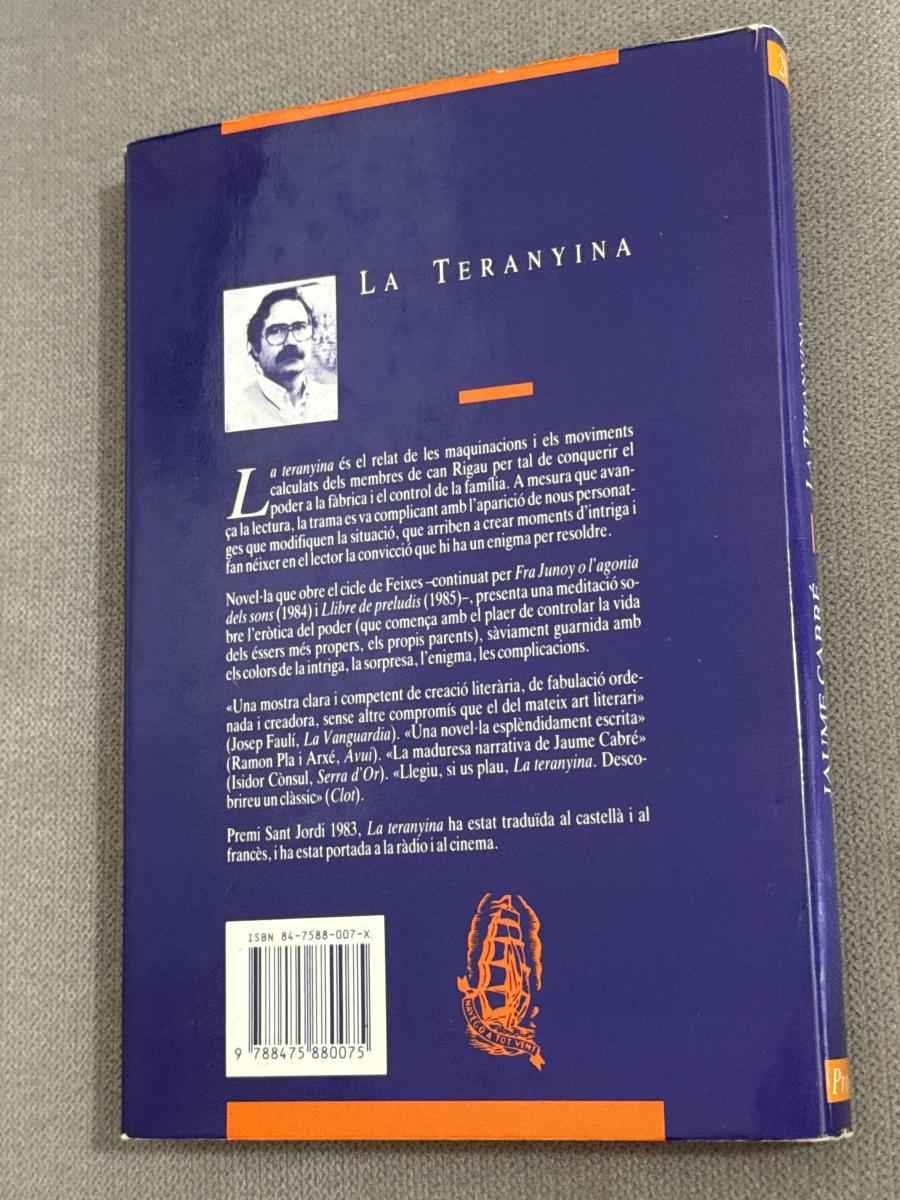 LA TERANYINA
La teranyina és el relat de les maquinacions i els moviments
calculats dels membres de can Rigau per tal de conquerir el
poder a la fàbrica i el control de la família. A mesura que avan-
ça la lectura, la trama es va complicant amb l'aparició de nous personat-
ges que modifiquen la situació, que arriben a crear moments d'intriga i
fan néixer en el lector la convicció que hi ha un enigma per resoldre.
Novel·la que obre el cicle de Feixes –continuat per Fra Junoy o l'agonia
dels sons (1984) i Llibre de preludis (1985)–, presenta una meditació so-
bre l'eròtica del poder (que comença amb el plaer de controlar la vida
dels éssers més propers, els propis parents), sàviament guarnida amb
els colors de la intriga, la sorpresa, l'enigma, les complicacions.
«Una mostra clara i competent de creació literària, de fabulació orde-
nada i creadora, sense altre compromís que el del mateix art literari»
(Josep Faulí, La Vanguardia). «Una novel·la esplèndidament escrita»
(Ramon Pla i Arxé, Avui). «La maduresa narrativa de Jaume Cabré»
(Isidor Cònsul, Serra d'Or). «Llegiu, si us plau, La teranyina. Desco-
brireu un clàssic» (Clot).
Premi Sant Jordi 1983, La teranyina ha estat traduïda al castellà i al
francès, i ha estat portada a la ràdio i al cinema.
ISBN 84-7588-007-X
9 788475 880075
NAVEGO A TOT VENT
JAUME CABRÉ LA TERANYINA